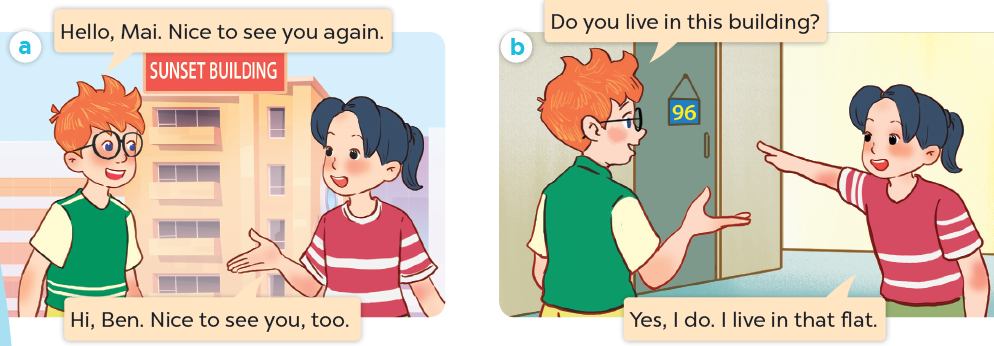 a
Hello, Mai. Nice to see you again.
SUNSET BUILDING
Hi, Ben. Nice to see you, too.
b
Do you live in this building?
96
Yes, I do. I live in that flat.